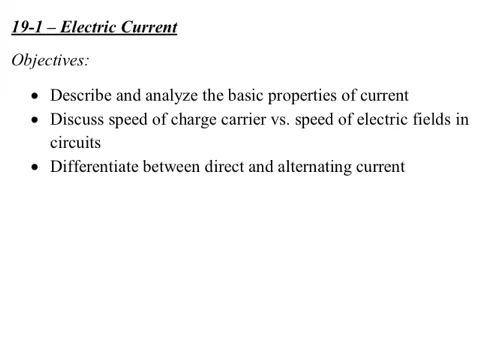 19-1 – Electric Current
Objectives:
• Describe and analyze the basic properties of current
• Discuss speed of charge carrier vs. speed of electric fields in
circuits
• Differentiate between direct and alternating current